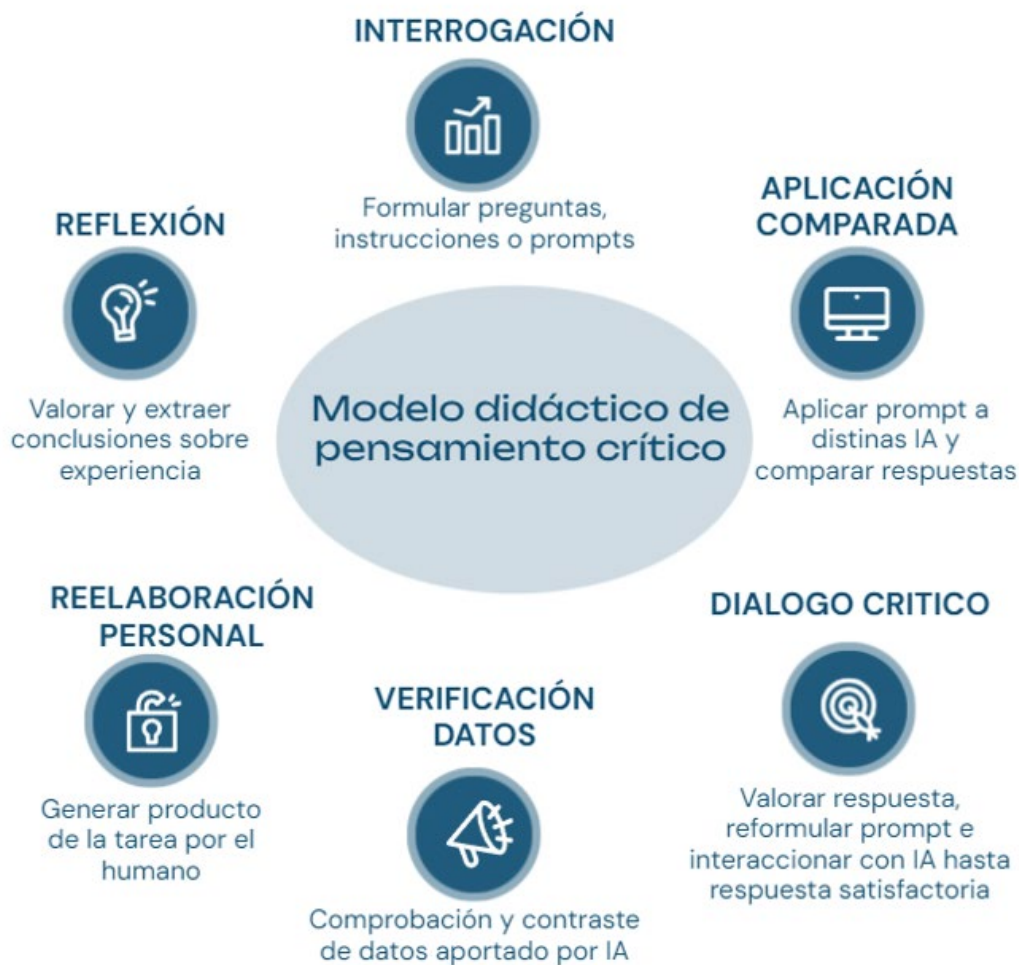 INTERROGACIÓN
Formular preguntas,
instrucciones o prompts
APLICACIÓN
COMPARADA
Aplicar prompt a
distinas IA y
comparar respuestas
DIALOGO CRITICO
Valorar respuesta,
reformular prompt e
interaccionar con IA hasta
respuesta satisfactoria
VERIFICACIÓN
DATOS
Comprobación y contraste
de datos aportado por IA
REELABORACIÓN
PERSONAL
Generar producto
de la tarea por el
humano
REFLEXIÓN
Valorar y extraer
conclusiones sobre
experiencia
Modelo didáctico de
pensamiento crítico